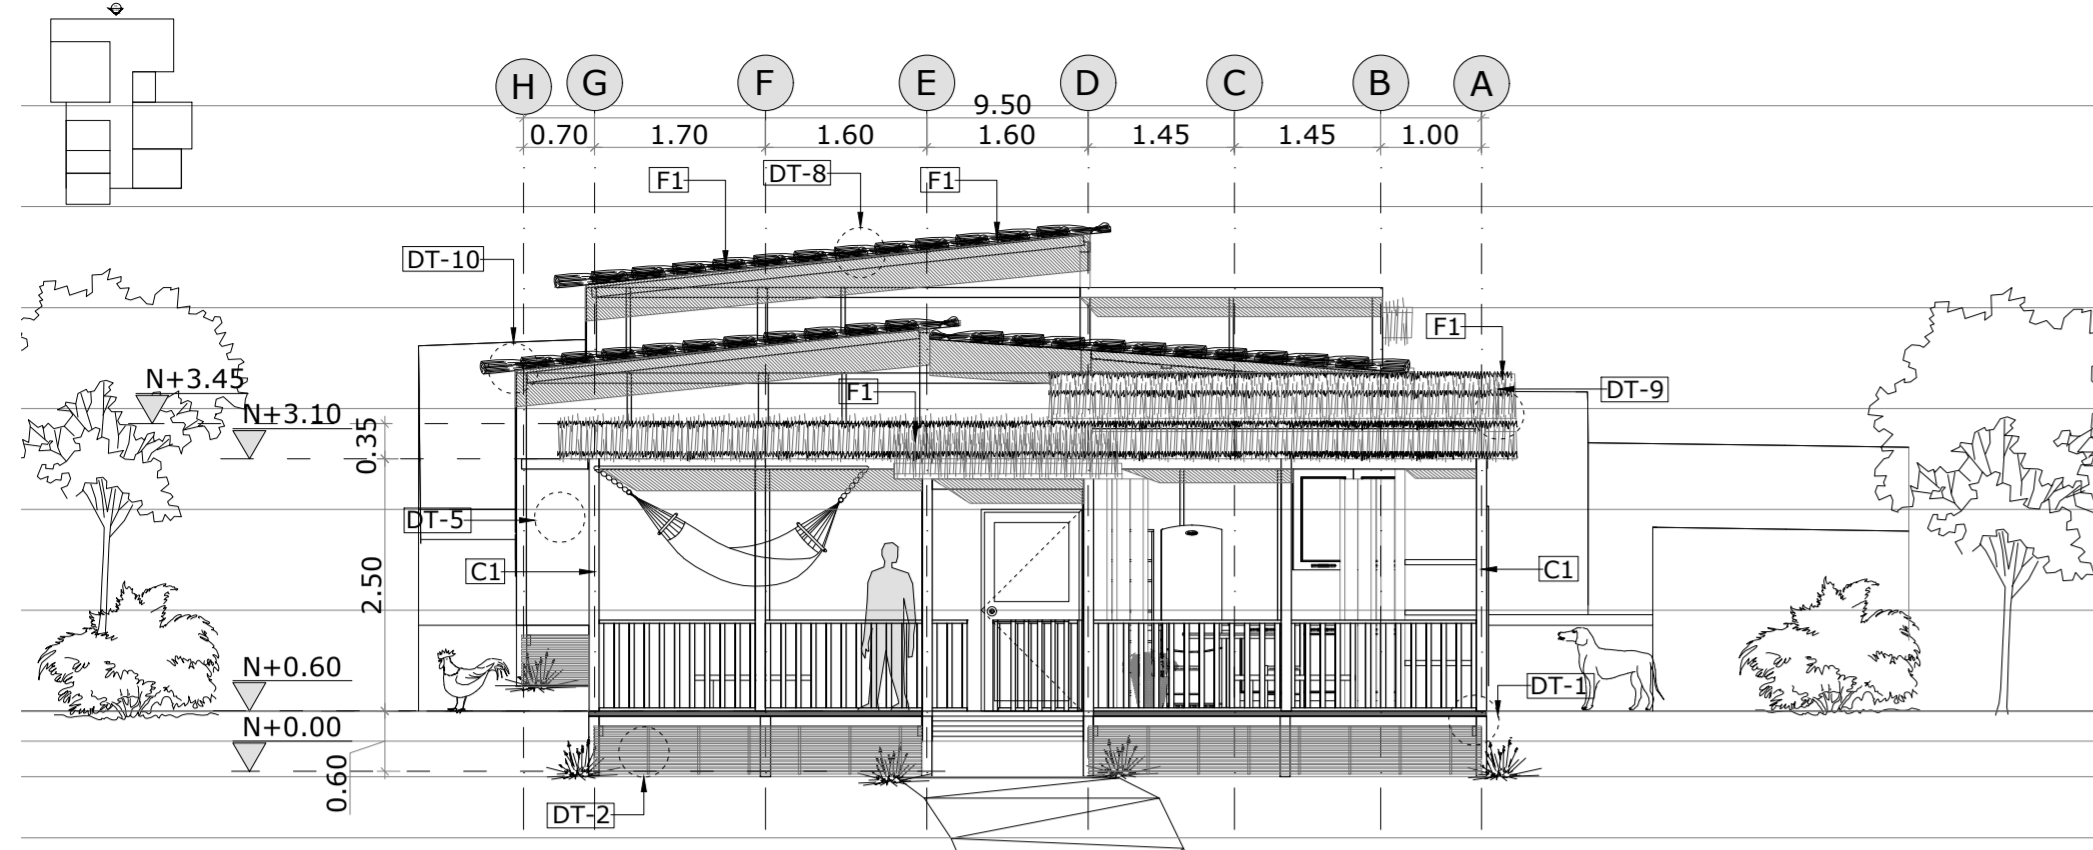 H G F E D C B A
9.50
0.70 1.70 1.60 1.60 1.45 1.45 1.00
F1 DT-8 F1
DT-10
F1
N+3.45
F1 DT-9
N+3.10
0.35
DT-5
C1 C1
2.50
N+0.60
DT-1
N+0.00
0.60
DT-2